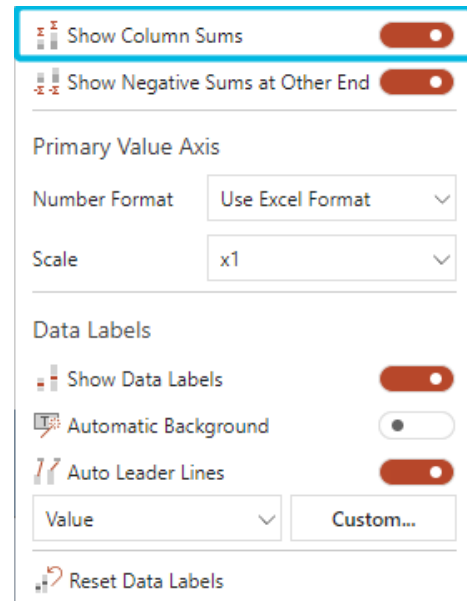 Show Column Sums
Show Negative Sums at Other End
Primary Value Axis
Number Format Use Excel Format
Scale x1
Data Labels
Show Data Labels
Automatic Background
Auto Leader Lines
Value Custom...
Reset Data Labels